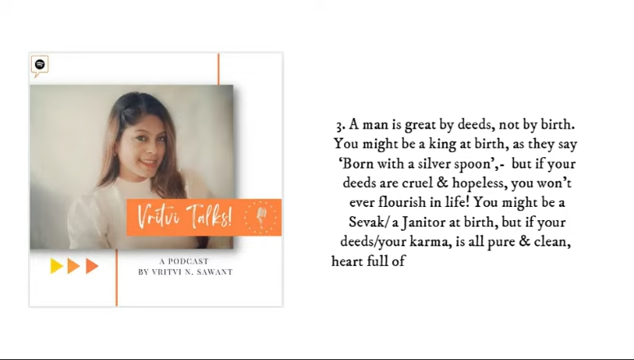 Vritvi Talks!
A PODCAST
BY VRITVI N. SAWANT
3. A man is great by deeds, not by birth.
You might be a king at birth, as they say
‘Born with a silver spoon’,- but if your
deeds are cruel & hopeless, you won't
ever flourish in life! You might be a
Sevak/ a Janitor at birth, but if your
deeds/your karma, is all pure & clean,
heart full of